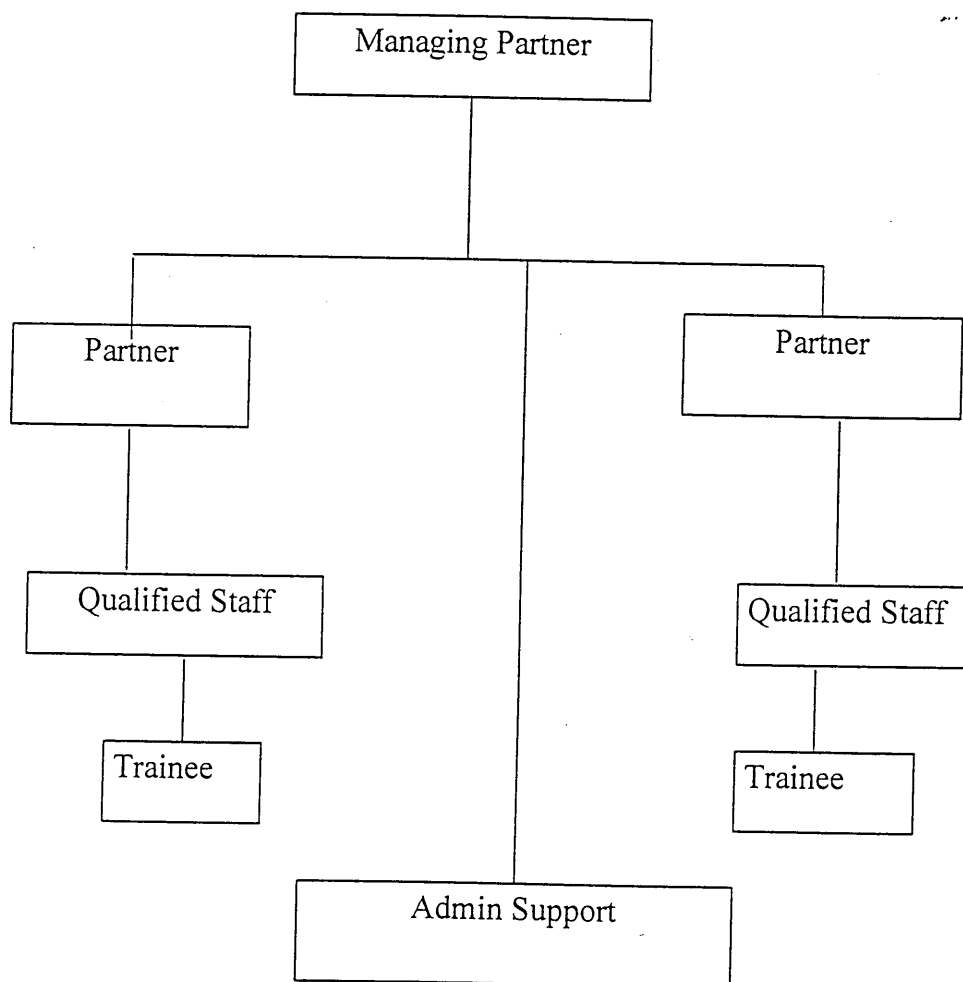 Managing Partner
Partner
Partner
Qualified Staff
Qualified Staff
Trainee
Trainee
Admin Support